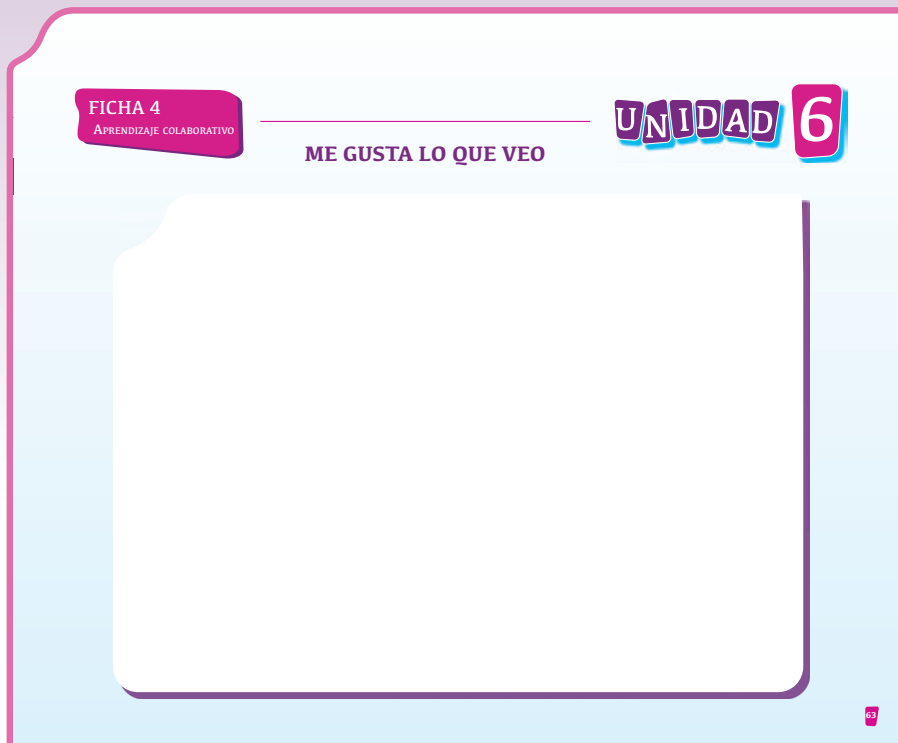 FICHA 4
APRENDIZAJE COLABORATIVO
UNIDAD 6
ME GUSTA LO QUE VEO
63